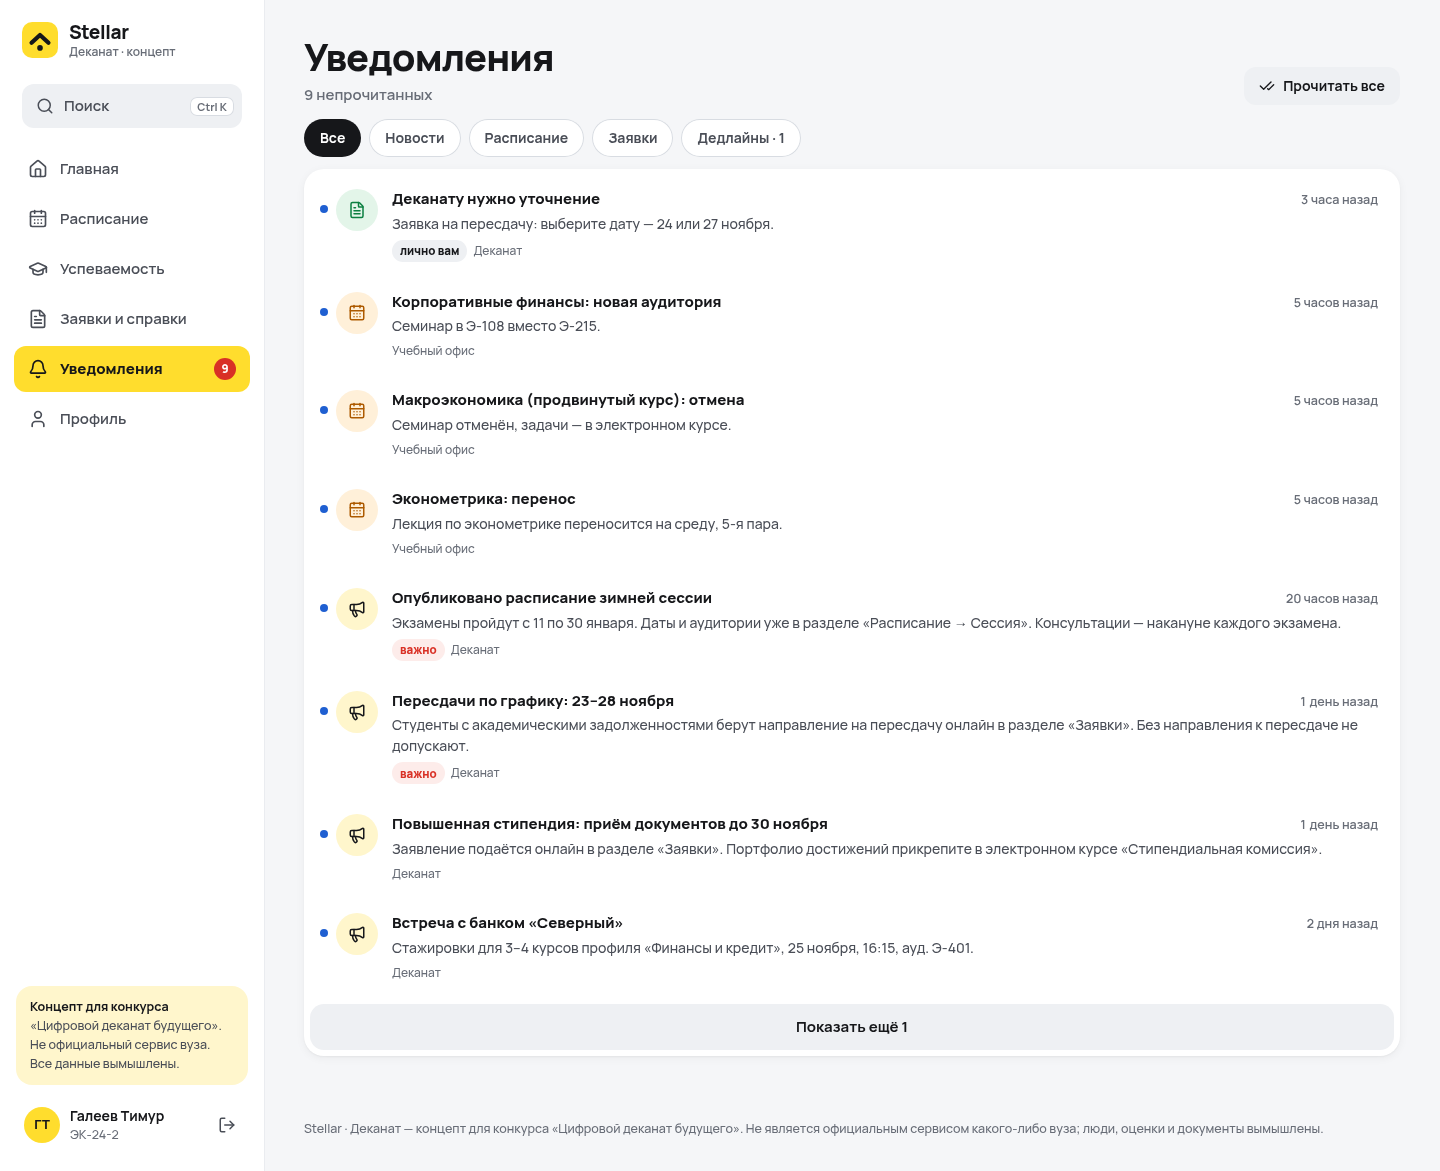 Stellar
Деканат · концепт
Поиск
Ctrl K
Главная
Расписание
Успеваемость
Заявки и справки
Уведомления
9
Профиль
Концепт для конкурса
«Цифровой деканат будущего».
Не официальный сервис вуза.
Все данные вымышлены.
ГТ
Галеев Тимур
ЭК-24-2
Уведомления
9 непрочитанных
Прочитать все
Все
Новости
Расписание
Заявки
Дедлайны · 1
Деканату нужно уточнение
3 часа назад
Заявка на пересдачу: выберите дату — 24 или 27 ноября.
лично вам
Деканат
Корпоративные финансы: новая аудитория
5 часов назад
Семинар в Э-108 вместо Э-215.
Учебный офис
Макроэкономика (продвинутый курс): отмена
5 часов назад
Семинар отменён, задачи — в электронном курсе.
Учебный офис
Эконометрика: перенос
5 часов назад
Лекция по эконометрике переносится на среду, 5-я пара.
Учебный офис
Опубликовано расписание зимней сессии
20 часов назад
Экзамены пройдут с 11 по 30 января. Даты и аудитории уже в разделе «Расписание → Сессия». Консультации — накануне каждого экзамена.
важно
Деканат
Пересдачи по графику: 23–28 ноября
1 день назад
Студенты с академическими задолженностями берут направление на пересдачу онлайн в разделе «Заявки». Без направления к пересдаче не
допускают.
важно
Деканат
Повышенная стипендия: приём документов до 30 ноября
1 день назад
Заявление подаётся онлайн в разделе «Заявки». Портфолио достижений прикрепите в электронном курсе «Стипендиальная комиссия».
Деканат
Встреча с банком «Северный»
2 дня назад
Стажировки для 3–4 курсов профиля «Финансы и кредит», 25 ноября, 16:15, ауд. Э-401.
Деканат
Показать ещё 1
Stellar · Деканат — концепт для конкурса «Цифровой деканат будущего». Не является официальным сервисом какого-либо вуза; люди, оценки и документы вымышлены.